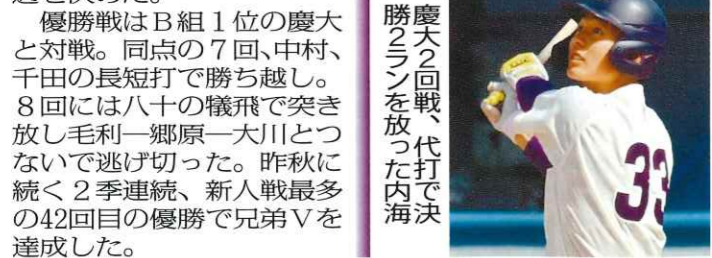 を決めた。
優勝戦はＢ組１位の慶大
と対戦。同点の７回、中村、
千田の長短打で勝ち越し。
８回には八十の犠飛で突き
放し毛利―郷原―大川とつ
ないで逃げ切った。昨秋に
続く２季連続、新人戦最多
の42回目の優勝で兄弟Ｖを
達成した。
慶大２回戦、代打で決
勝２ランを放った内海
33